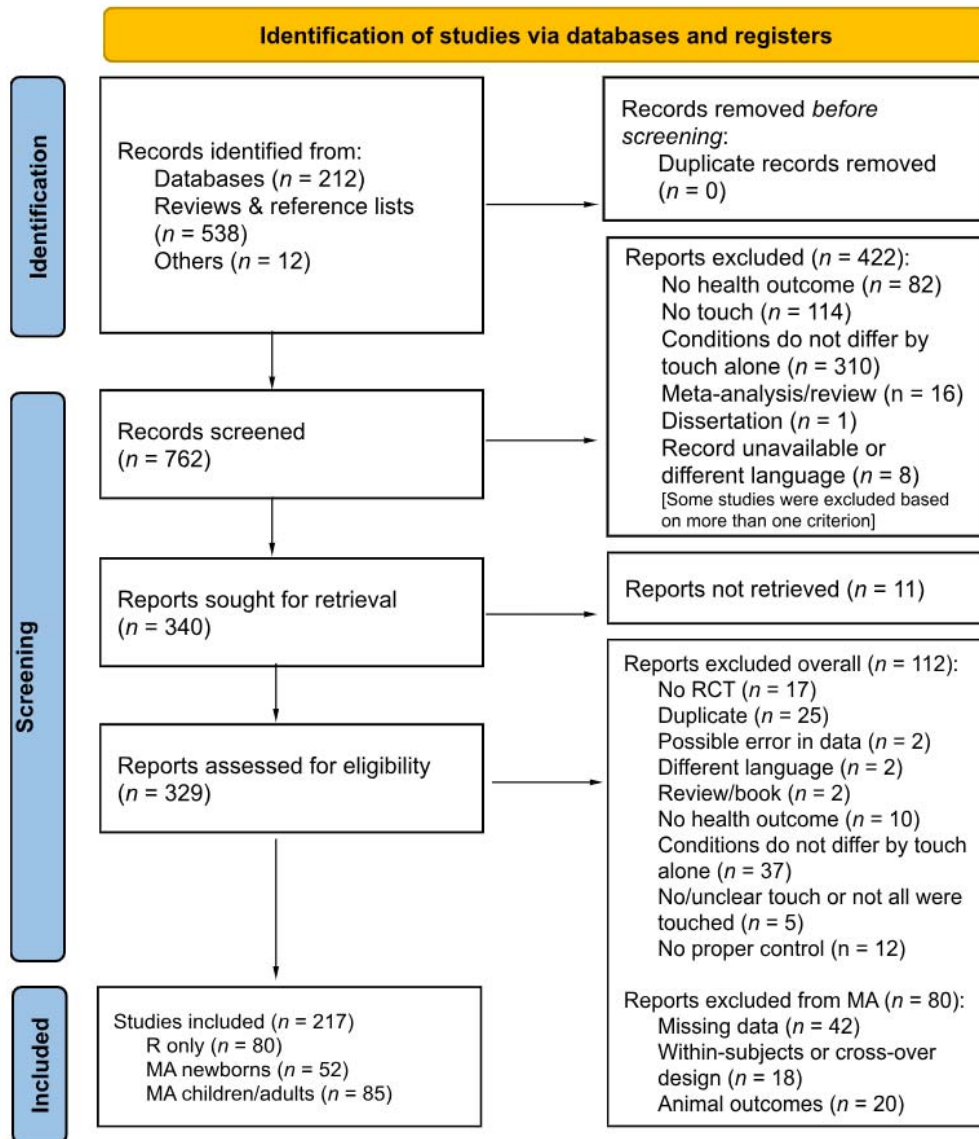 Identification of studies via databases and registers
Identification
Records identified from:
Databases (n = 212)
Reviews & reference lists
(n = 538)
Others (n = 12)
Records removed before
screening:
Duplicate records removed
(n = 0)
Screening
Records screened
(n = 762)
Reports excluded (n = 422):
No health outcome (n = 82)
No touch (n = 114)
Conditions do not differ by
touch alone (n = 310)
Meta-analysis/review (n = 16)
Dissertation (n = 1)
Record unavailable or
different language (n = 8)
[Some studies were excluded based
on more than one criterion]
Reports sought for retrieval
(n = 340)
Reports not retrieved (n = 11)
Reports assessed for eligibility
(n = 329)
Reports excluded overall (n = 112):
No RCT (n = 17)
Duplicate (n = 25)
Possible error in data (n = 2)
Different language (n = 2)
Review/book (n = 2)
No health outcome (n = 10)
Conditions do not differ by touch
alone (n = 37)
No/unclear touch or not all were
touched (n = 5)
No proper control (n = 12)
Reports excluded from MA (n = 80):
Missing data (n = 42)
Within-subjects or cross-over
design (n = 18)
Animal outcomes (n = 20)
Included
Studies included (n = 217)
R only (n = 80)
MA newborns (n = 52)
MA children/adults (n = 85)